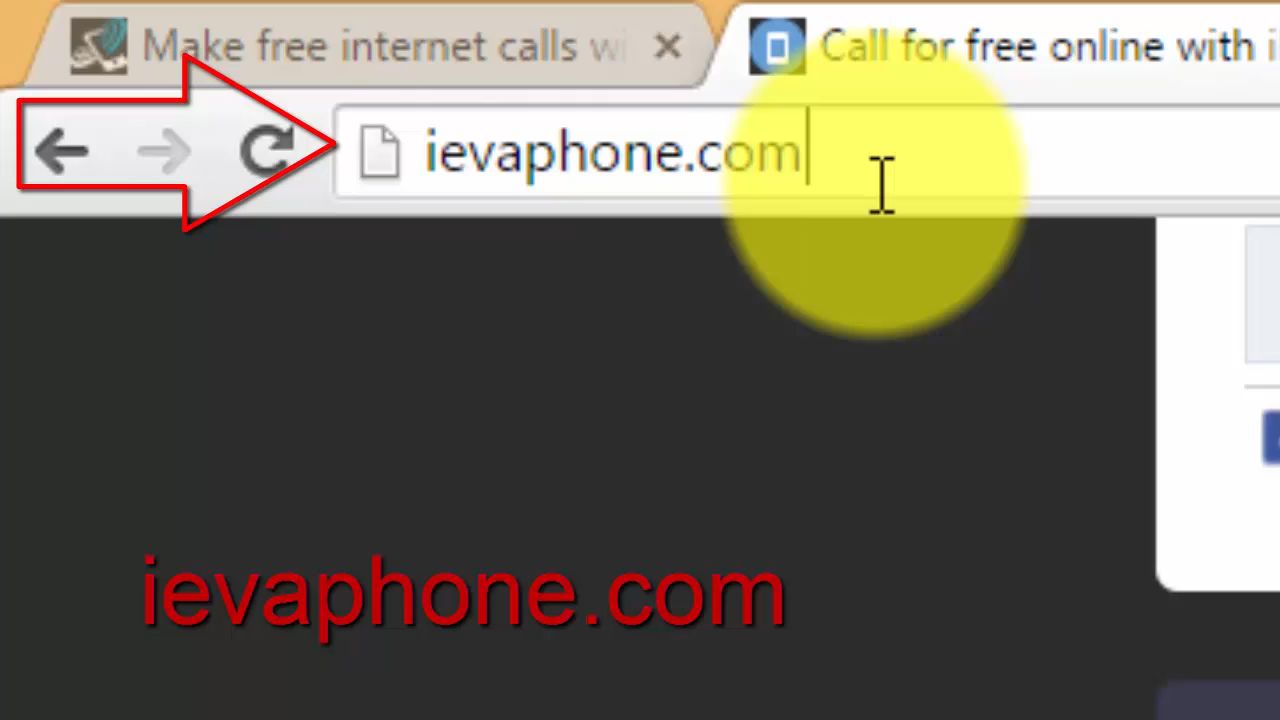 Make free internet calls
Call for free online with
ievaphone.com
ievaphone.com